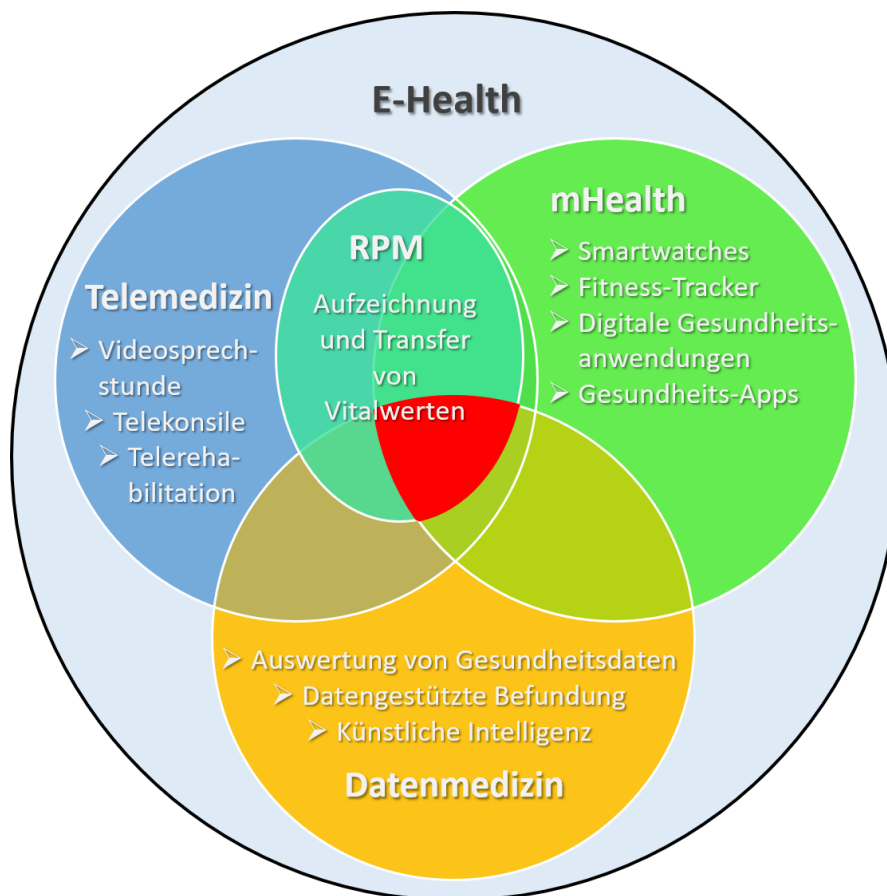 E-Health
Telemedizin
➢ Videosprech-
stunde
➢ Telekonsile
➢ Telereha-
bilitation
RPM
Aufzeichnung
und Transfer
von
Vitalwerten
mHealth
➢ Smartwatches
➢ Fitness-Tracker
➢ Digitale Gesundheits-
anwendungen
➢ Gesundheits-Apps
➢ Auswertung von Gesundheitsdaten
➢ Datengestützte Befundung
➢ Künstliche Intelligenz
Datenmedizin